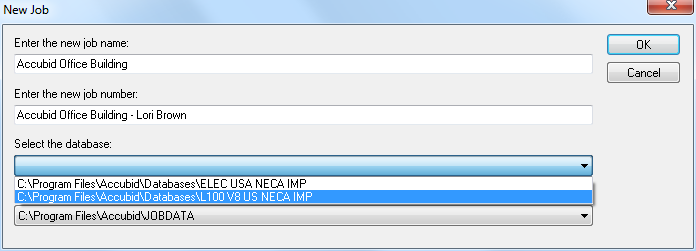 New Job
Enter the new job name:
OK
Accubid Office Building
Cancel
Enter the new job number:
Accubid Office Building - Lori Brown
Select the database:
C:\Program Files\Accubid\Databases\ELEC USA NECA IMP
C:\Program Files\Accubid\Databases\L100 V8 US NECA IMP
C:\Program Files\Accubid\JOBDATA